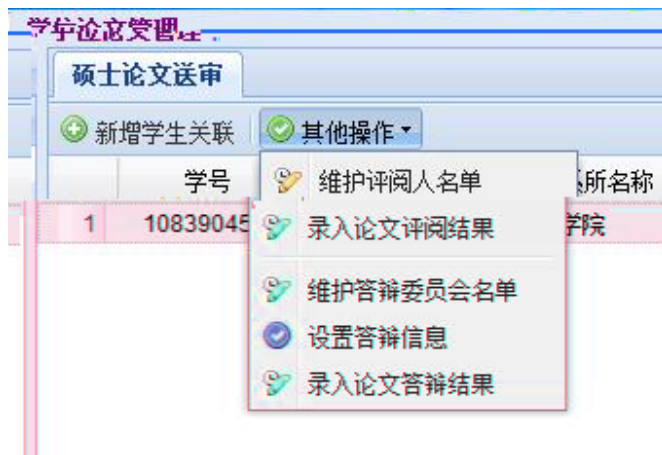 硕士论文送审
新增学生关联 其他操作
学号 所名称
维护评阅人名单
1 10839045 学院
录入论文评阅结果
维护答辩委员会名单
设置答辩信息
录入论文答辩结果